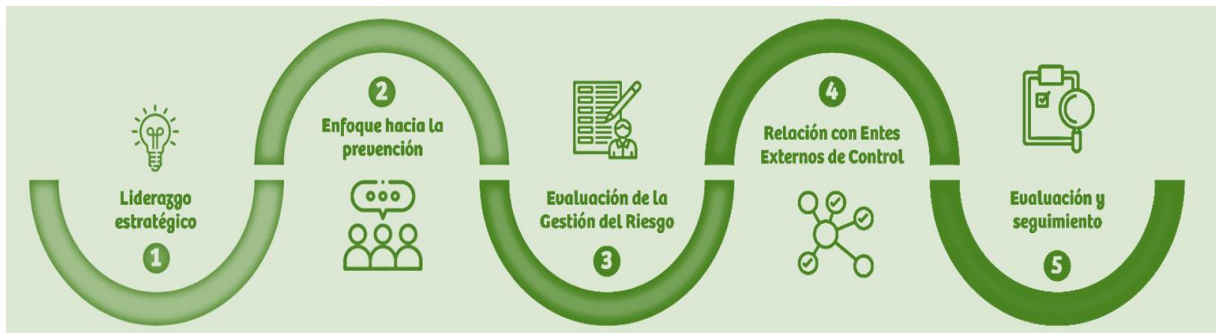 Liderazgo
estratégico
1
2
Enfoque hacia la
prevención
Evaluación de la
Gestión del Riesgo
3
4
Relación con Entes
Externos de Control
Evaluación y
seguimiento
5